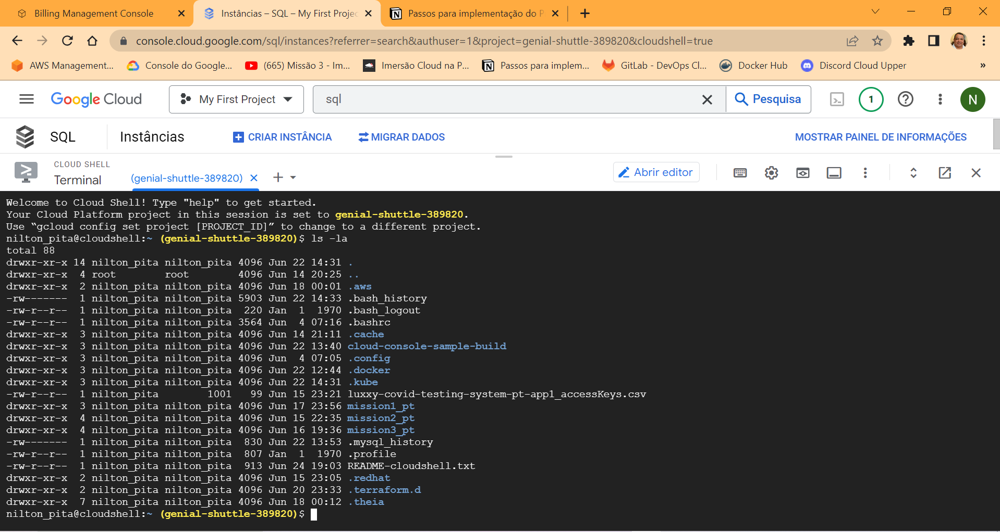 Billing Management Console
Instâncias – SQL – My First Projec
Passos para implementação do P
console.cloud.google.com/sql/instances?referrer=search&authuser=1&project=genial-shuttle-389820&cloudshell=true
AWS Management...
Console do Google...
(665) Missão 3 - Im...
Imersão Cloud na P...
Passos para implem...
GitLab - DevOps Cl...
Docker Hub
Discord Cloud Upper
»
Google Cloud
My First Project
sql
Pesquisa
1
N
SQL
Instâncias
CRIAR INSTÂNCIA
MIGRAR DADOS
MOSTRAR PAINEL DE INFORMAÇÕES
CLOUD SHELL
Terminal
(genial-shuttle-389820)
Abrir editor
Welcome to Cloud Shell! Type "help" to get started.
Your Cloud Platform project in this session is set to genial-shuttle-389820.
Use “gcloud config set project [PROJECT_ID]” to change to a different project.
nilton_pita@cloudshell:~ (genial-shuttle-389820)$ ls -la
total 88
drwxr-xr-x 14 nilton_pita nilton_pita 4096 Jun 22 14:31 .
drwxr-xr-x  4 root        root        4096 Jun 14 20:25 ..
drwxr-xr-x  2 nilton_pita nilton_pita 4096 Jun 18 00:01 .aws
-rw-------  1 nilton_pita nilton_pita 5903 Jun 22 14:33 .bash_history
-rw-r--r--  1 nilton_pita nilton_pita  220 Jan  1  1970 .bash_logout
-rw-r--r--  1 nilton_pita nilton_pita 3564 Jun  4 07:16 .bashrc
drwxr-xr-x  3 nilton_pita nilton_pita 4096 Jun 14 21:11 .cache
drwxr-xr-x  3 nilton_pita nilton_pita 4096 Jun 22 13:40 cloud-console-sample-build
drwxr-xr-x  3 nilton_pita nilton_pita 4096 Jun  4 07:05 .config
drwxr-xr-x  3 nilton_pita nilton_pita 4096 Jun 22 12:44 .docker
drwxr-xr-x  3 nilton_pita nilton_pita 4096 Jun 22 14:31 .kube
-rw-r--r--  1 nilton_pita        1001   99 Jun 15 23:21 luxxy-covid-testing-system-pt-app1_accessKeys.csv
drwxr-xr-x  3 nilton_pita nilton_pita 4096 Jun 17 23:56 mission1_pt
drwxr-xr-x  4 nilton_pita nilton_pita 4096 Jun 15 22:35 mission2_pt
drwxr-xr-x  4 nilton_pita nilton_pita 4096 Jun 16 19:36 mission3_pt
-rw-------  1 nilton_pita nilton_pita  830 Jun 22 13:53 .mysql_history
-rw-r--r--  1 nilton_pita nilton_pita  807 Jan  1  1970 .profile
-rw-r--r--  1 nilton_pita nilton_pita  913 Jun 24 19:03 README-cloudshell.txt
drwxr-xr-x  2 nilton_pita nilton_pita 4096 Jun 15 23:05 .redhat
drwxr-xr-x  2 nilton_pita nilton_pita 4096 Jun 20 23:33 .terraform.d
drwxr-xr-x  7 nilton_pita nilton_pita 4096 Jun 18 00:12 .theia
nilton_pita@cloudshell:~ (genial-shuttle-389820)$